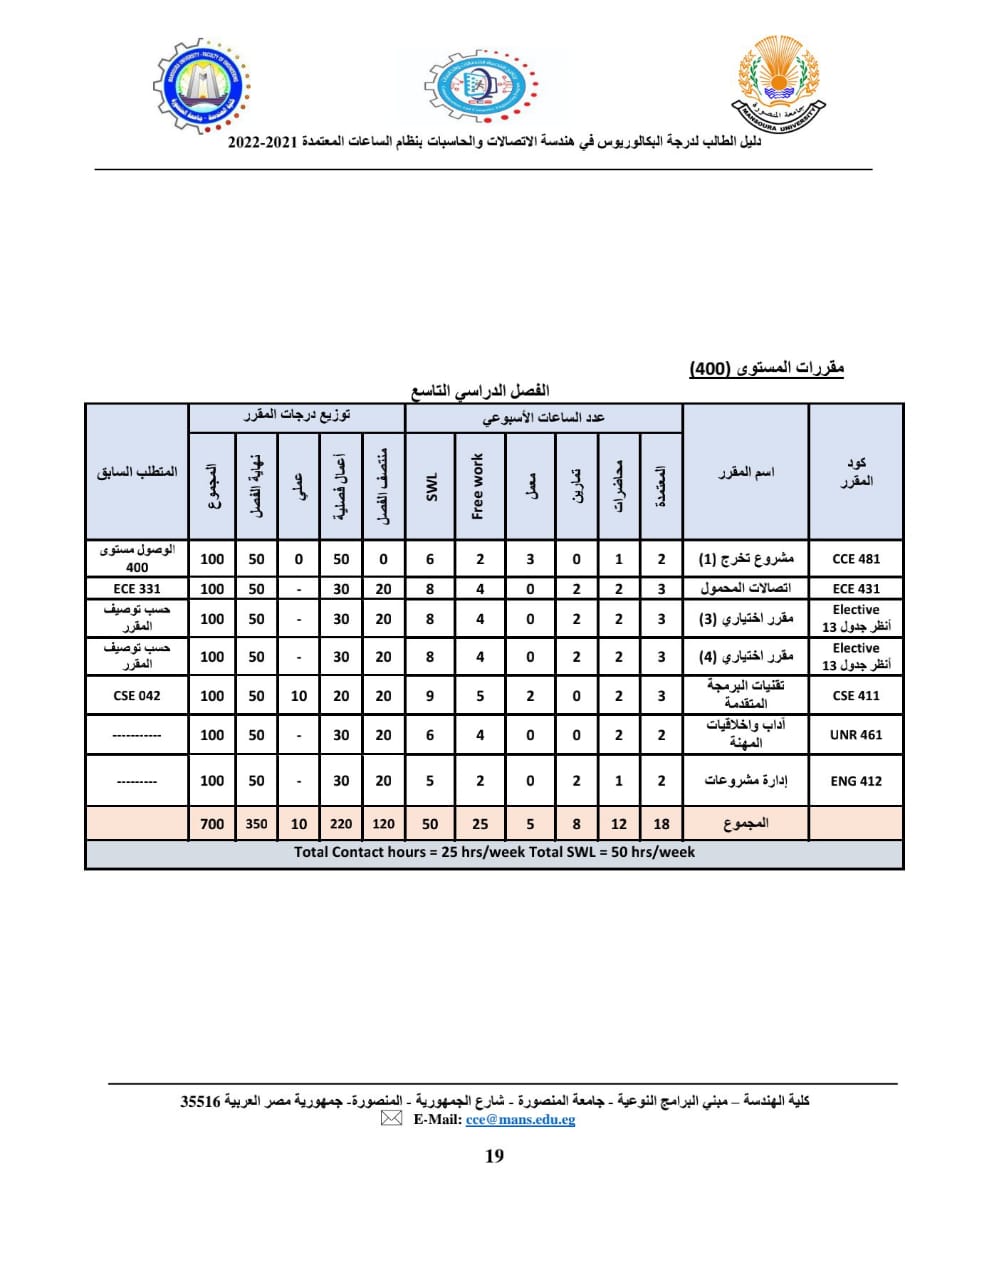 MANSOURA UNIVERSITY - FACULTY OF ENGINEERING
كلية الهندسة - جامعة المنصورة
جامعة المنصورة
MANSOURA UNIVERSITY
دليل الطالب لدرجة البكالوريوس في هندسة الاتصالات والحاسبات بنظام الساعات المعتمدة 2021-2022
مقررات المستوى (400)
الفصل الدراسي التاسع
كود المقرر | اسم المقرر | عدد الساعات الأسبوعي | توزيع درجات المقرر | المتطلب السابق
المعتمدة | محاضرات | تمارين | معمل | Free work | SWL | منتصف الفصل | أعمال فصلية | عملي | نهاية الفصل | المجموع
CCE 481 | مشروع تخرج (1) | 2 | 1 | 0 | 3 | 2 | 6 | 0 | 50 | 0 | 50 | 100 | الوصول مستوى 400
ECE 431 | اتصالات المحمول | 3 | 2 | 2 | 0 | 4 | 8 | 20 | 30 | - | 50 | 100 | ECE 331
Elective أنظر جدول 13 | مقرر اختياري (3) | 3 | 2 | 2 | 0 | 4 | 8 | 20 | 30 | - | 50 | 100 | حسب توصيف المقرر
Elective أنظر جدول 13 | مقرر اختياري (4) | 3 | 2 | 2 | 0 | 4 | 8 | 20 | 30 | - | 50 | 100 | حسب توصيف المقرر
CSE 411 | تقنيات البرمجة المتقدمة | 3 | 2 | 0 | 2 | 5 | 9 | 20 | 20 | 10 | 50 | 100 | CSE 042
UNR 461 | آداب واخلاقيات المهنة | 2 | 2 | 0 | 0 | 4 | 6 | 20 | 30 | - | 50 | 100 | -----------
ENG 412 | إدارة مشروعات | 2 | 1 | 2 | 0 | 2 | 5 | 20 | 30 | - | 50 | 100 | ---------
المجموع | 18 | 12 | 8 | 5 | 25 | 50 | 120 | 220 | 10 | 350 | 700
Total Contact hours = 25 hrs/week Total SWL = 50 hrs/week
كلية الهندسة – مبني البرامج النوعية - جامعة المنصورة - شارع الجمهورية - المنصورة- جمهورية مصر العربية 35516
E-Mail: cce@mans.edu.eg
19